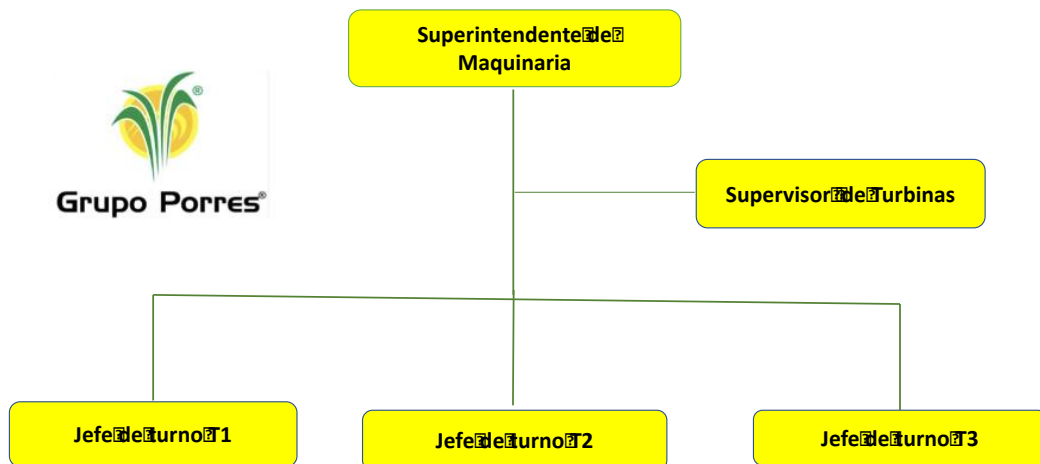 Superintendente de
Maquinaria
®
Grupo Porres®
Supervisor de Turbinas
Jefe de turno T1
Jefe de turno T2
Jefe de turno T3